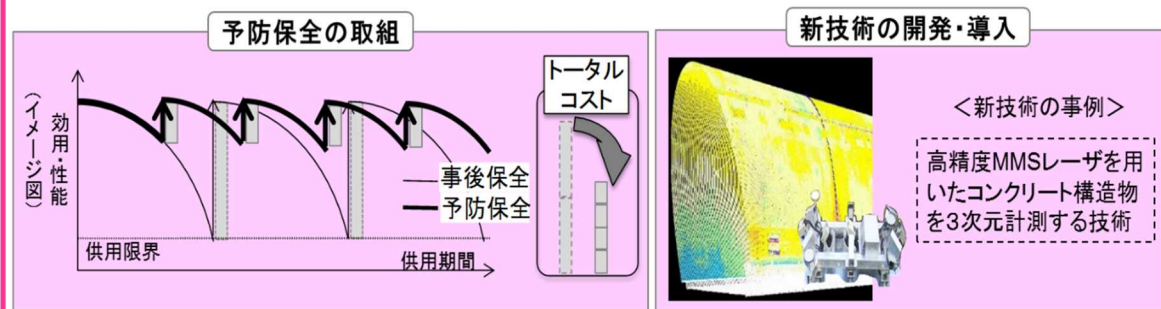 予防保全の取組
効用・性能
（イメージ図）
供用限界
供用期間
事後保全
予防保全
トータル
コスト
新技術の開発・導入
＜新技術の事例＞
高精度MMSレーザを用
いたコンクリート構造物
を3次元計測する技術